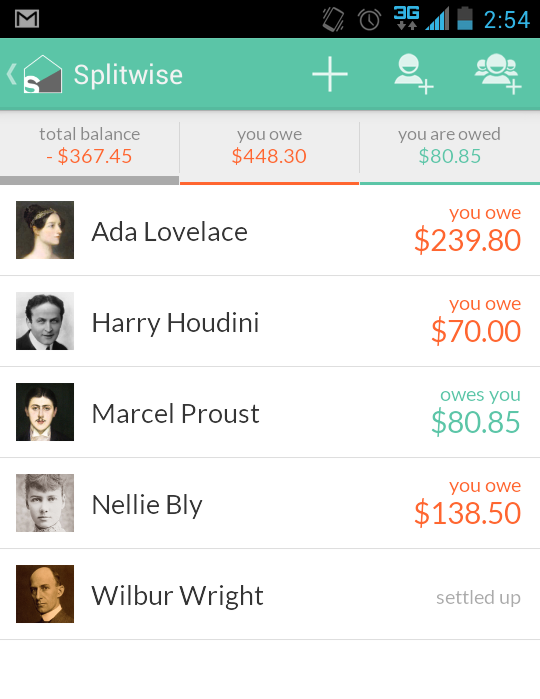 3G 2:54
S Splitwise
total balance you owe you are owed
- $367.45 $448.30 $80.85
you owe
Ada Lovelace $239.80
you owe
Harry Houdini $70.00
owes you
Marcel Proust $80.85
you owe
Nellie Bly $138.50
Wilbur Wright settled up